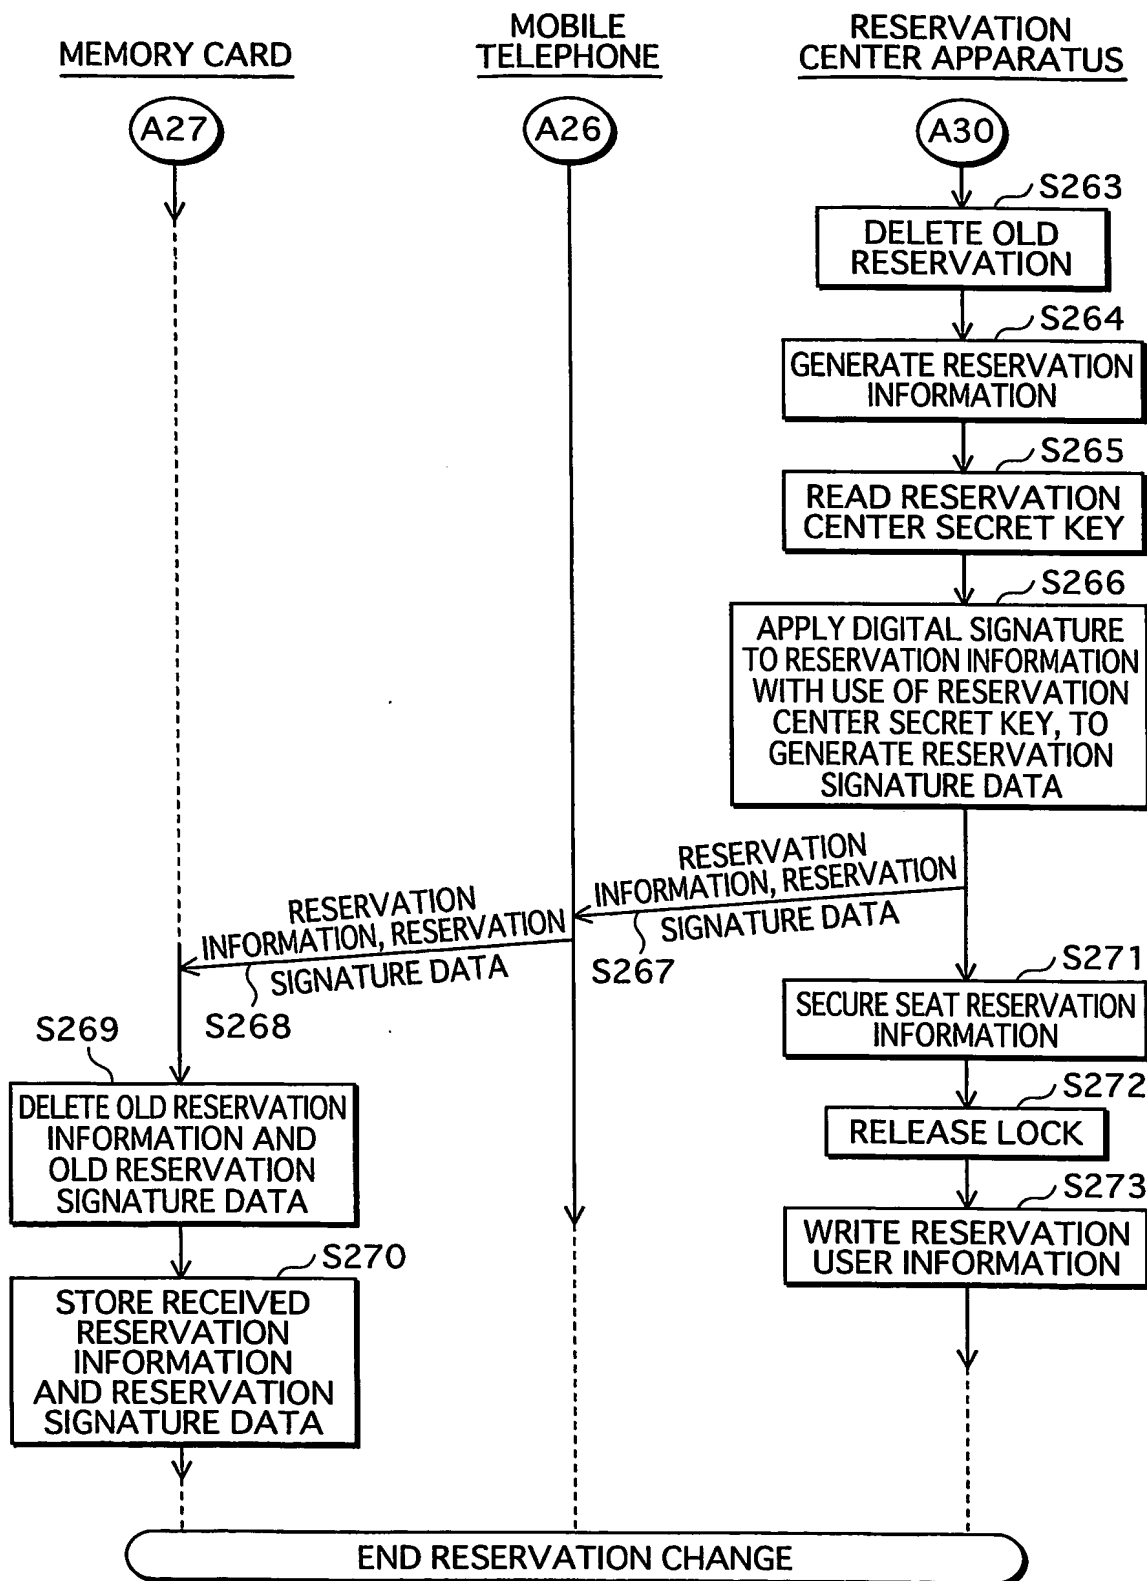 MEMORY CARD
MOBILE
TELEPHONE
RESERVATION
CENTER APPARATUS
A27
A26
A30
S263
DELETE OLD
RESERVATION
S264
GENERATE RESERVATION
INFORMATION
S265
READ RESERVATION
CENTER SECRET KEY
S266
APPLY DIGITAL SIGNATURE
TO RESERVATION INFORMATION
WITH USE OF RESERVATION
CENTER SECRET KEY, TO
GENERATE RESERVATION
SIGNATURE DATA
RESERVATION
INFORMATION, RESERVATION
SIGNATURE DATA
S267
RESERVATION
INFORMATION, RESERVATION
SIGNATURE DATA
S268
S271
SECURE SEAT RESERVATION
INFORMATION
S269
DELETE OLD RESERVATION
INFORMATION AND
OLD RESERVATION
SIGNATURE DATA
S272
RELEASE LOCK
S273
WRITE RESERVATION
USER INFORMATION
S270
STORE RECEIVED
RESERVATION
INFORMATION
AND RESERVATION
SIGNATURE DATA
END RESERVATION CHANGE